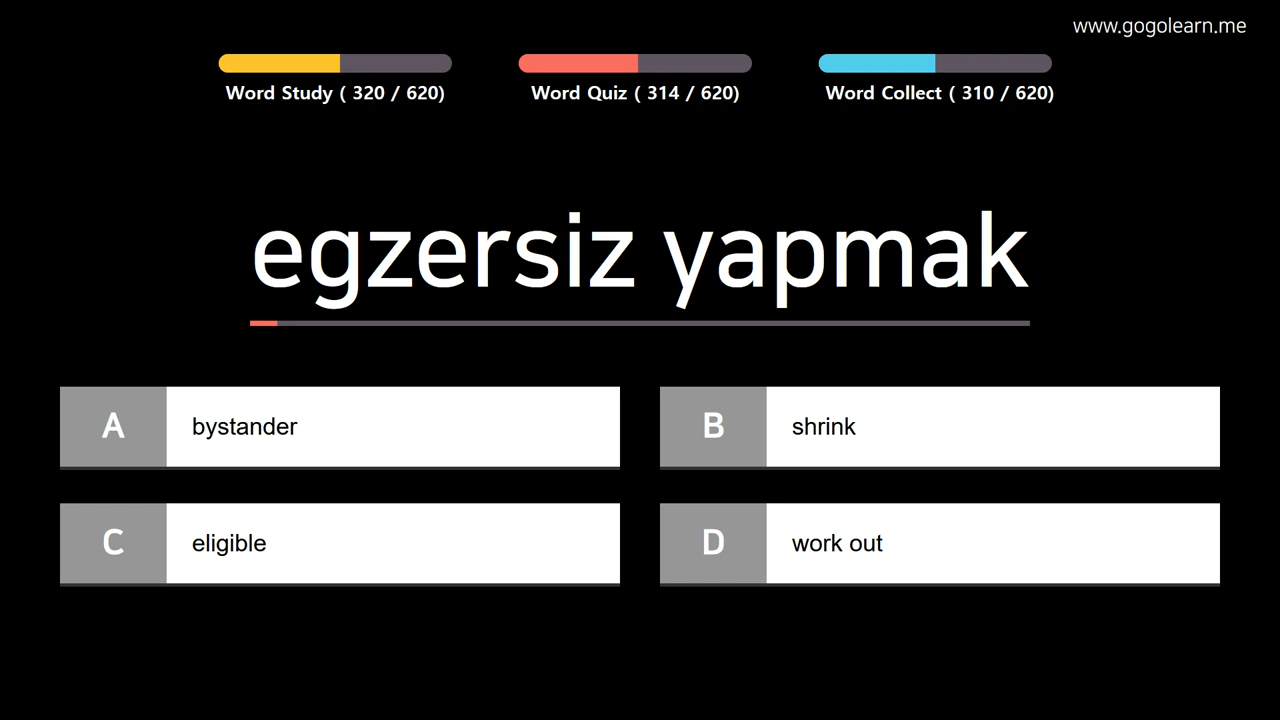 www.gogolearn.me
Word Study ( 320 / 620)
Word Quiz ( 314 / 620)
Word Collect ( 310 / 620)
egzersiz yapmak
A bystander
B shrink
C eligible
D work out